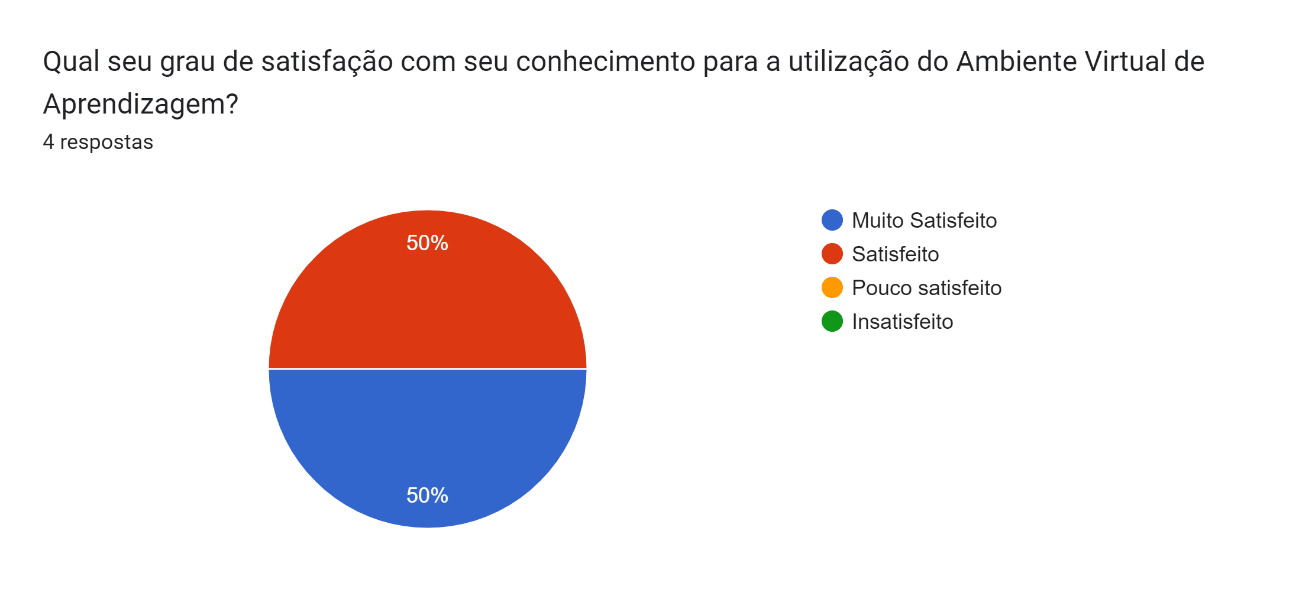 Qual seu grau de satisfação com seu conhecimento para a utilização do Ambiente Virtual de
Aprendizagem?
4 respostas
50%
50%
Muito Satisfeito
Satisfeito
Pouco satisfeito
Insatisfeito